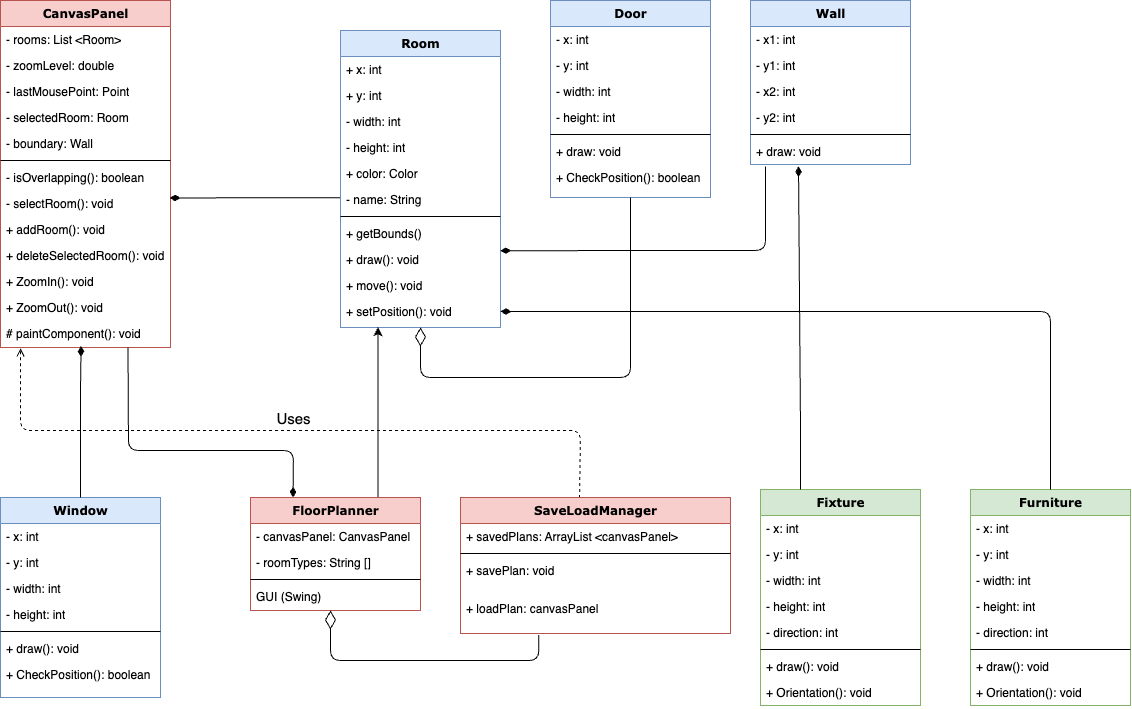 CanvasPanel
- rooms: List <Room>
- zoomLevel: double
- lastMousePoint: Point
- selectedRoom: Room
- boundary: Wall
- isOverlapping(): boolean
- selectRoom(): void
+ addRoom(): void
+ deleteSelectedRoom(): void
+ ZoomIn(): void
+ ZoomOut(): void
# paintComponent(): void
Room
+ x: int
+ y: int
- width: int
- height: int
+ color: Color
- name: String
+ getBounds()
+ draw(): void
+ move(): void
+ setPosition(): void
Door
- x: int
- y: int
- width: int
- height: int
+ draw: void
+ CheckPosition(): boolean
Wall
- x1: int
- y1: int
- x2: int
- y2: int
+ draw: void
Uses
Window
- x: int
- y: int
- width: int
- height: int
+ draw(): void
+ CheckPosition(): boolean
FloorPlanner
- canvasPanel: CanvasPanel
- roomTypes: String []
GUI (Swing)
SaveLoadManager
+ savedPlans: ArrayList <canvasPanel>
+ savePlan: void
+ loadPlan: canvasPanel
Fixture
- x: int
- y: int
- width: int
- height: int
- direction: int
+ draw(): void
+ Orientation(): void
Furniture
- x: int
- y: int
- width: int
- height: int
- direction: int
+ draw(): void
+ Orientation(): void